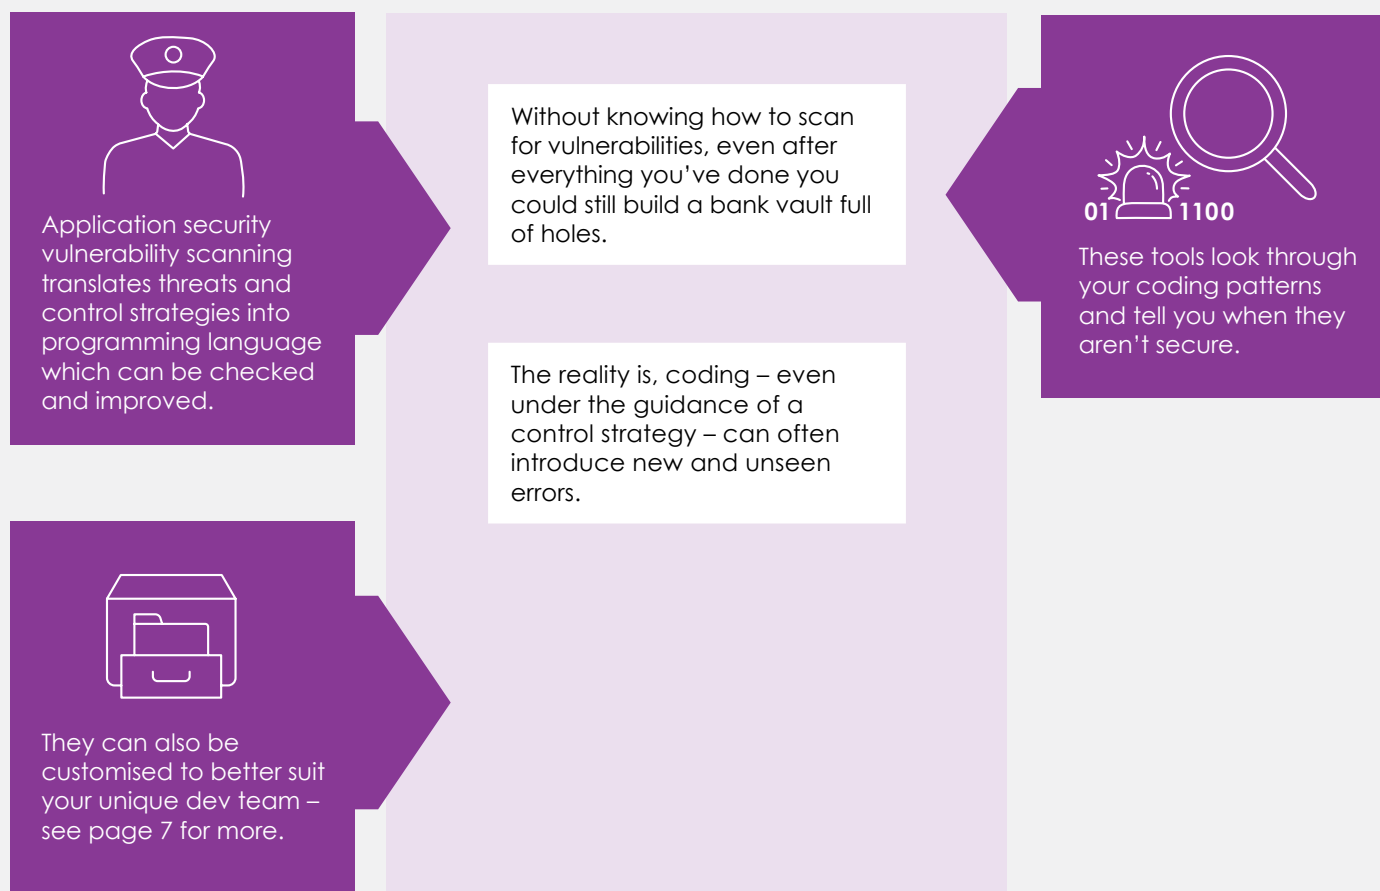 Application security
vulnerability scanning
translates threats and
control strategies into
programming language
which can be checked
and improved.
Without knowing how to scan
for vulnerabilities, even after
everything you’ve done you
could still build a bank vault full
of holes.
The reality is, coding – even
under the guidance of a
control strategy – can often
introduce new and unseen
errors.
01 1100
These tools look through
your coding patterns
and tell you when they
aren’t secure.
They can also be
customised to better suit
your unique dev team –
see page 7 for more.